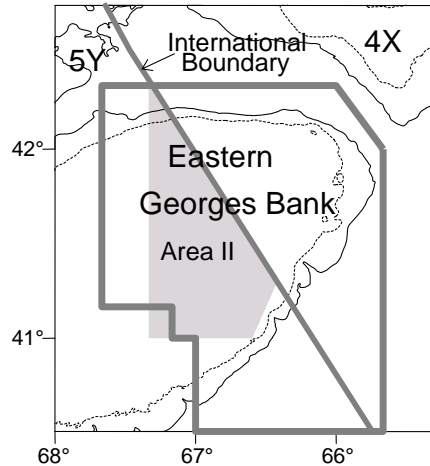 International
Boundary
5Y
4X
42°
Eastern
Georges Bank
Area II
41°
68°
67°
66°